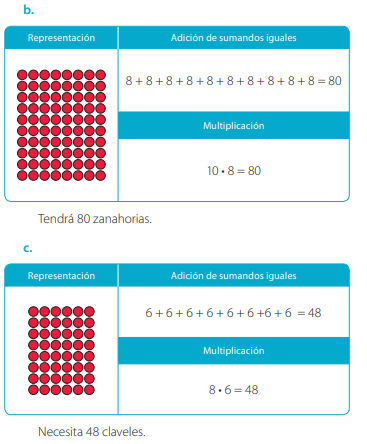 b.
Representación
Adición de sumandos iguales
8 + 8 + 8 + 8 + 8 + 8 + 8 + 8 + 8 + 8 = 80
Multiplicación
10 • 8 = 80
Tendrá 80 zanahorias.
c.
Representación
Adición de sumandos iguales
6 + 6 + 6 + 6 + 6 + 6 +6 + 6 = 48
Multiplicación
8 • 6 = 48
Necesita 48 claveles.